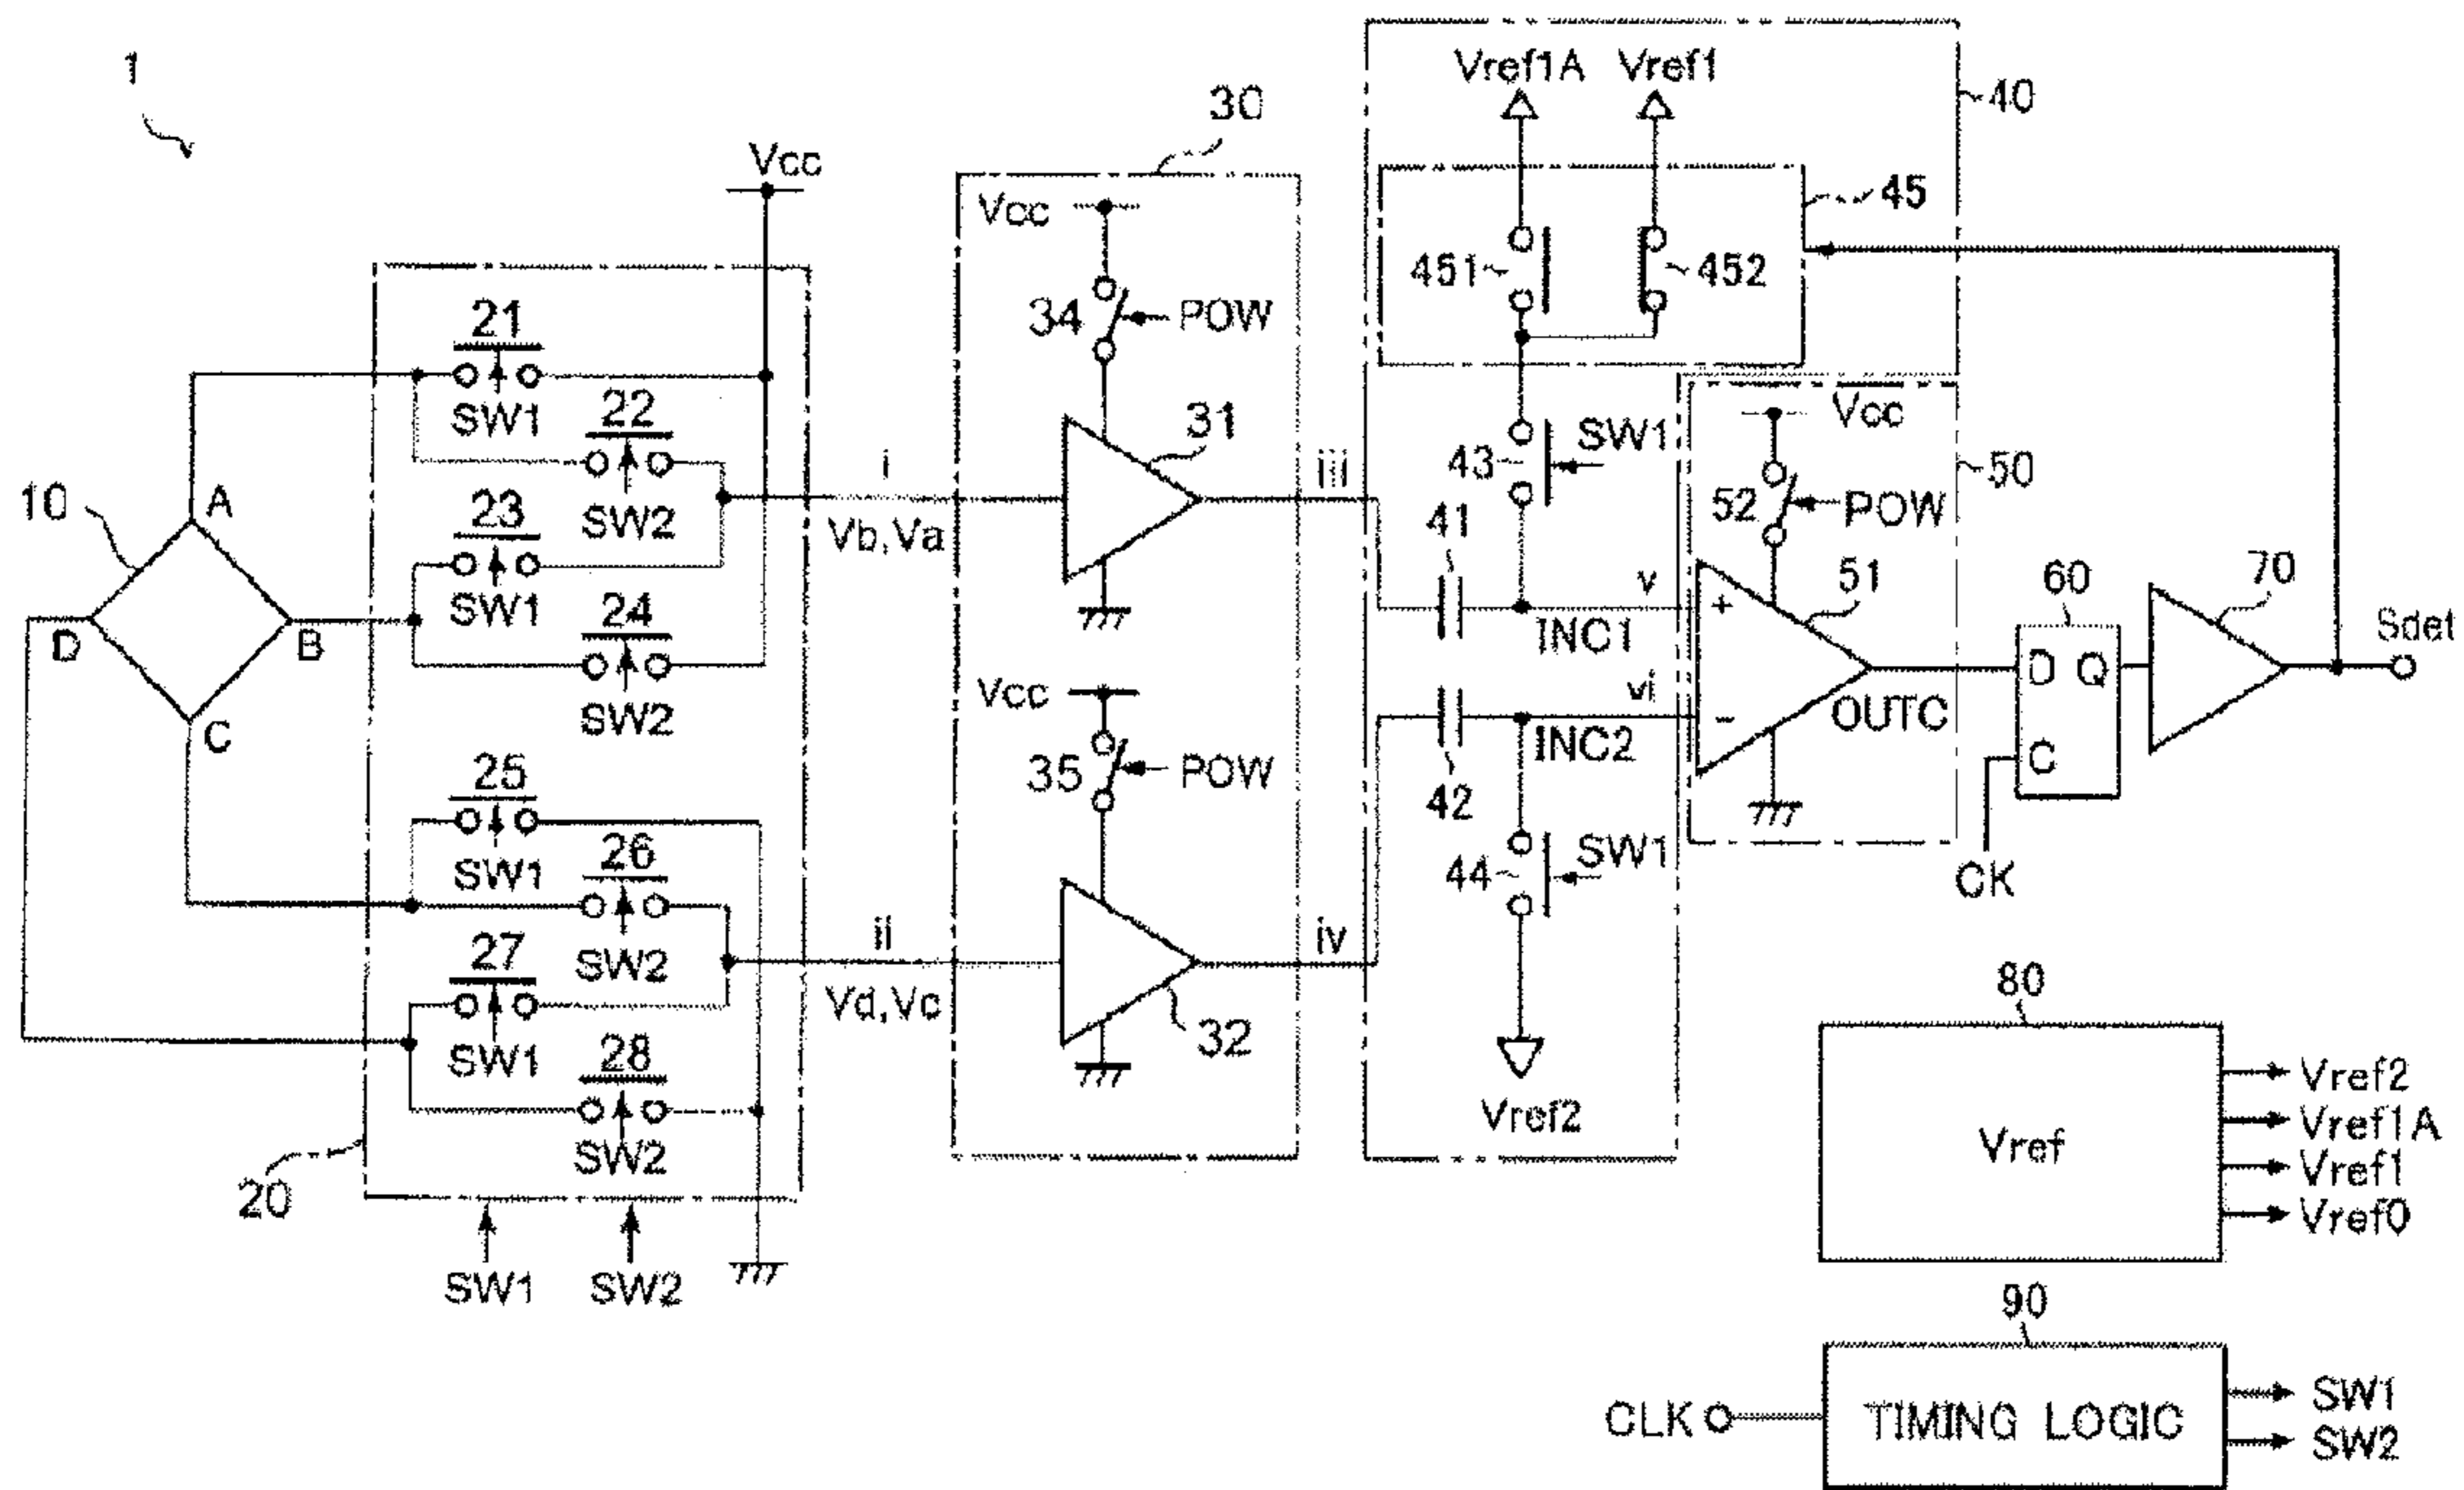 1
Vcc
30
Vref1A Vref1
40
45
Vcc
451
452
34
POW
21
SW1
22
SW2
23
SW1
24
SW2
10
A
B
C
D
i
Vb,Va
31
iii
43
SW1
41
Vcc
52
POW
50
v
INC1
+
51
vi
INC2
-
OUTC
60
D Q
C
CK
70
Sdet
42
44
SW1
Vref2
Vcc
35
POW
25
SW1
26
SW2
27
SW1
28
SW2
20
SW1 SW2
ii
Vd,Vc
32
iv
80
Vref
Vref2
Vref1A
Vref1
Vref0
90
CLK
TIMING LOGIC
SW1
SW2